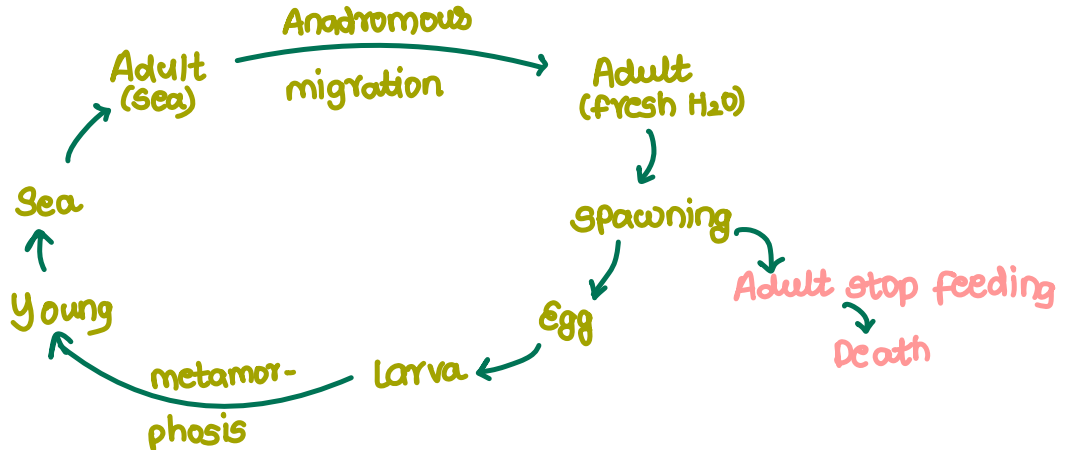 Anadromous
migration
Adult
(sea)
Adult
(fresh H₂O)
spawning
Adult stop feeding
Death
Egg
Larva
metamor-
phosis
Young
Sea